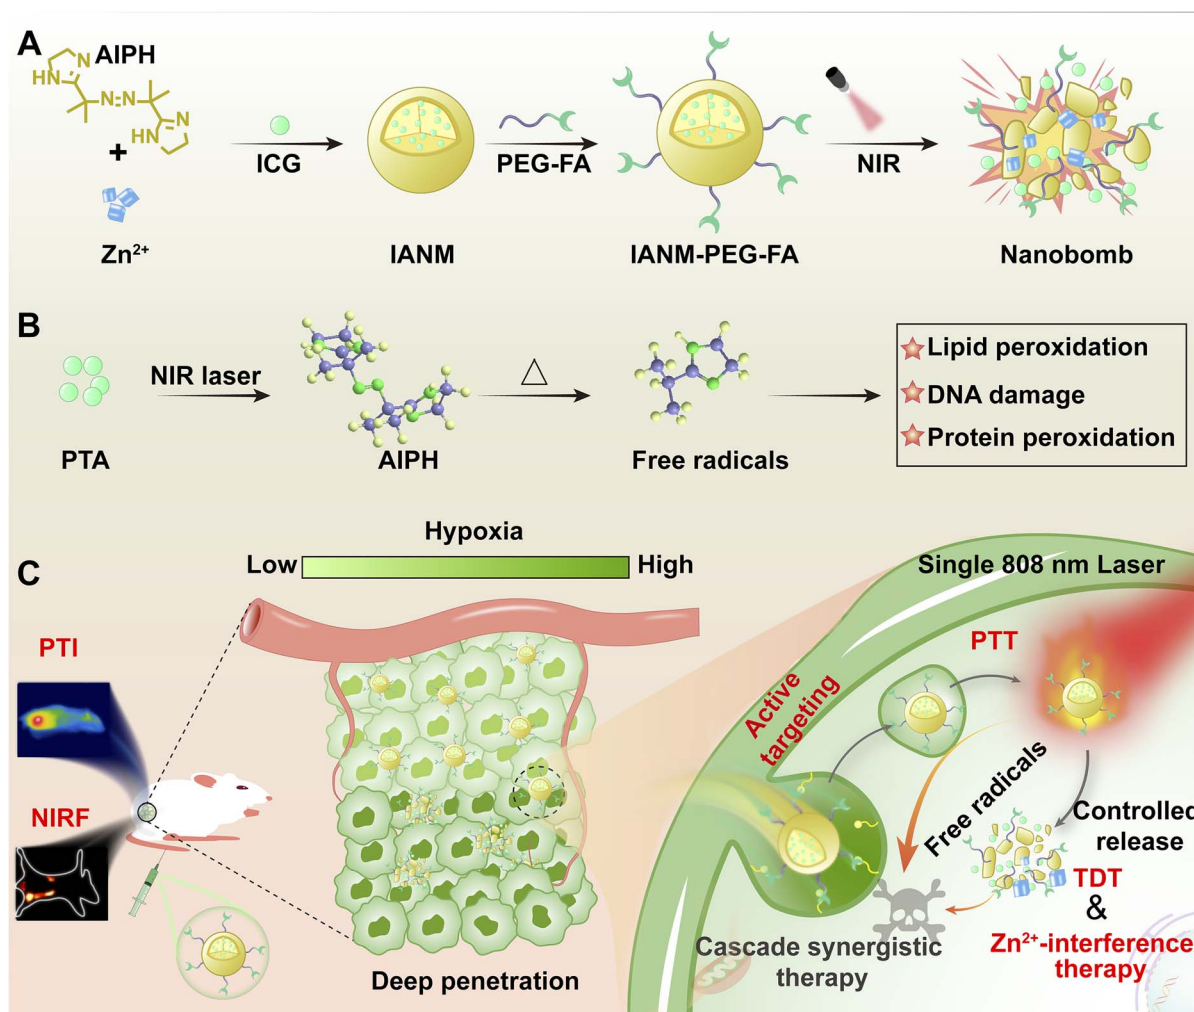 A
AIPH
N
HN
N=N
N
HN
+
Zn²⁺
ICG
IANM
PEG-FA
IANM-PEG-FA
NIR
Nanobomb
B
PTA
NIR laser
AIPH
△
Free radicals
Lipid peroxidation
DNA damage
Protein peroxidation
C
Hypoxia
Low
High
PTI
NIRF
Deep penetration
Single 808 nm Laser
PTT
Active
targeting
Free radicals
Controlled
release
TDT
&
Zn²⁺-interference
therapy
Cascade synergistic
therapy